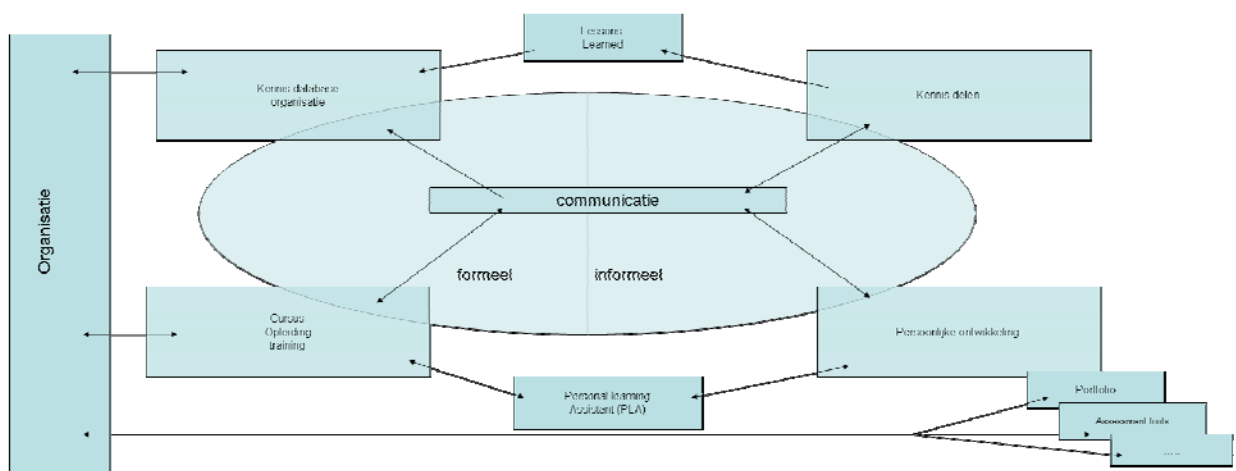 Lessons
Learned
Kennis database
organisatie
Kennis delen
Organisatie
communicatie
formeel
informeel
Cursus
Opleiding
training
Persoonlijke ontwikkeling
Personal learning
Assistant (PLA)
Portfolio
Assessment tools